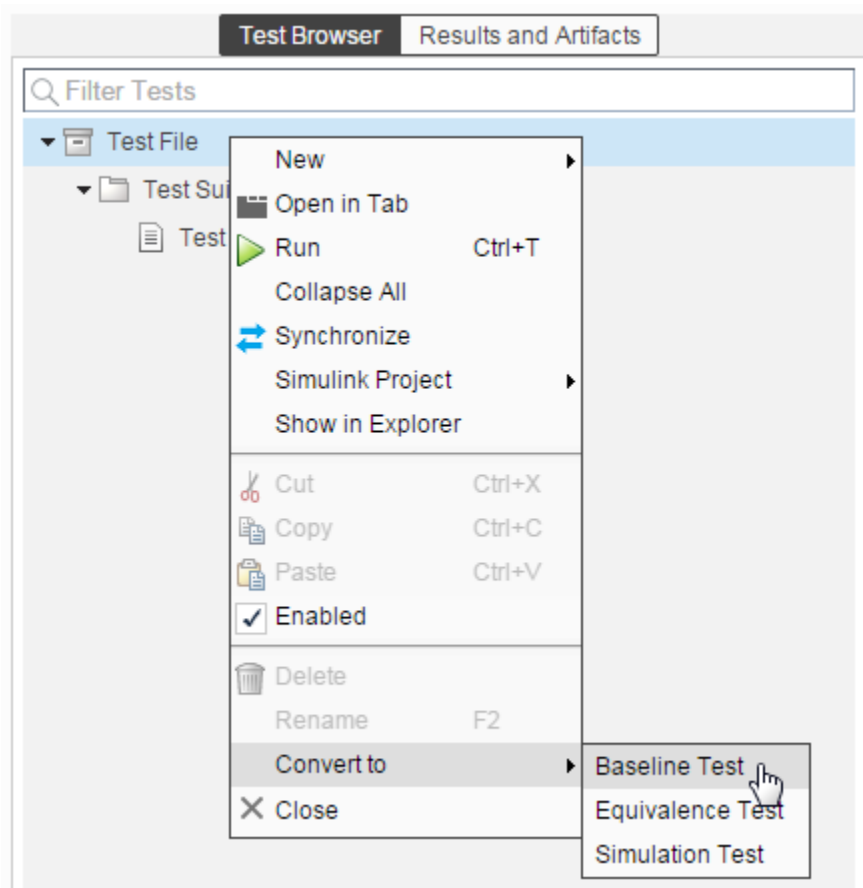 Test Browser Results and Artifacts
Filter Tests
Test File
New
Test Sui
Open in Tab
Test
Run Ctrl+T
Collapse All
Synchronize
Simulink Project
Show in Explorer
Cut Ctrl+X
Copy Ctrl+C
Paste Ctrl+V
Enabled
Delete
Rename F2
Convert to
Baseline Test
Close
Equivalence Test
Simulation Test